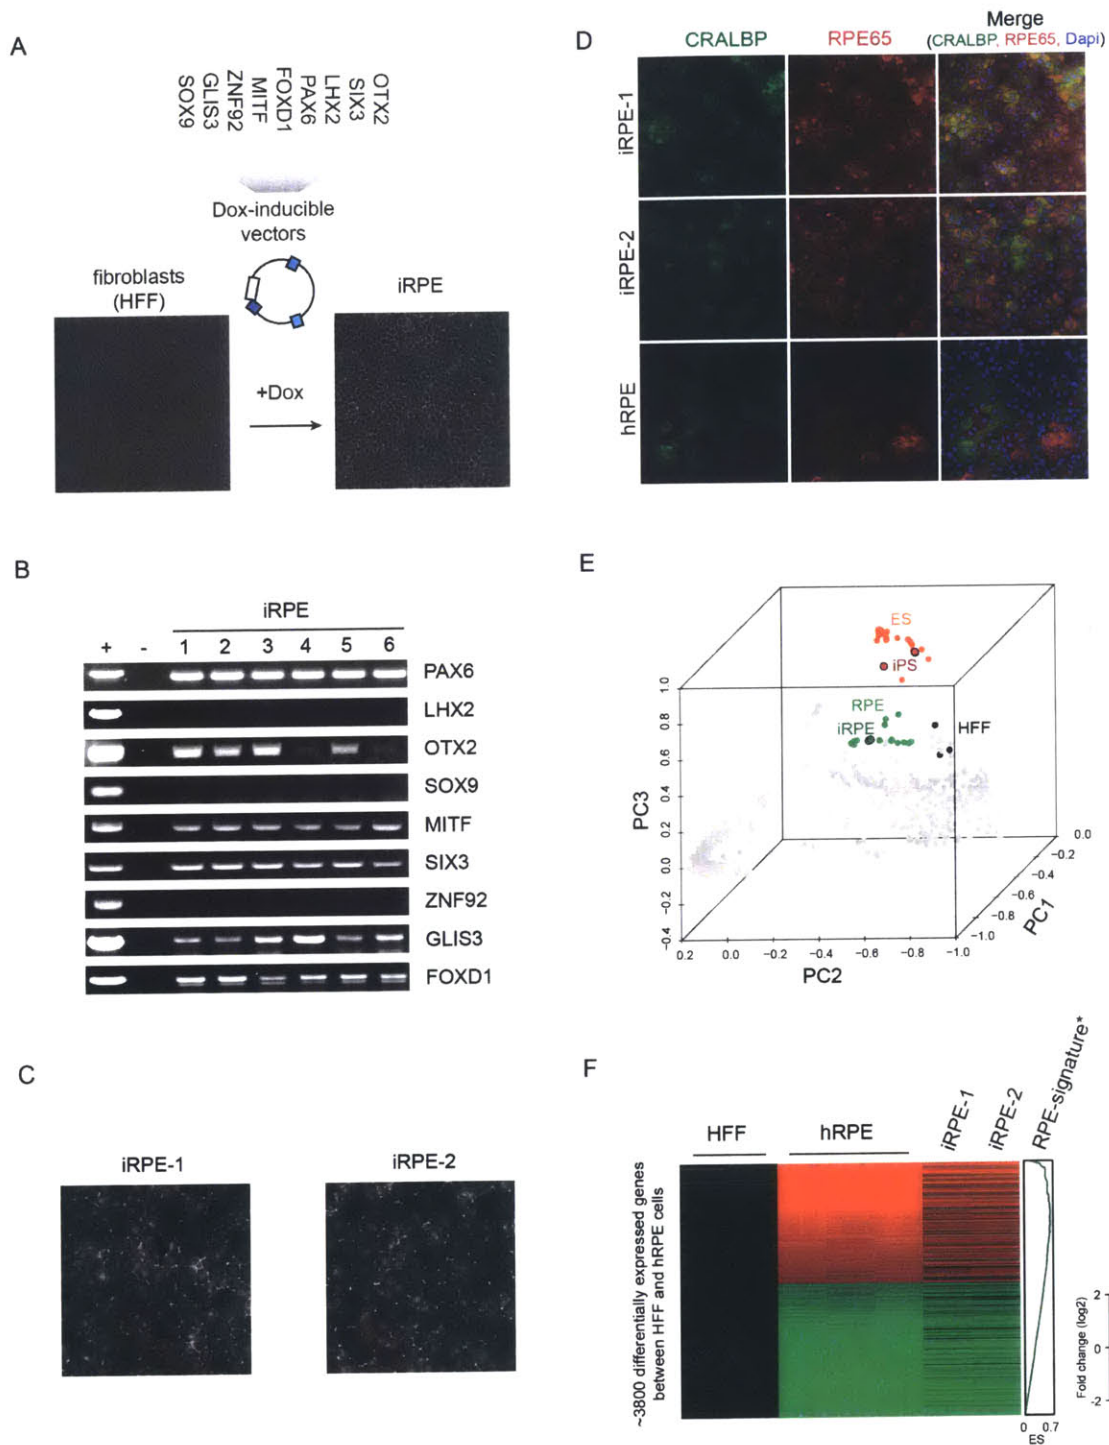 A
SOX9
GLIS3
ZNF92
MITF
FOXD1
PAX6
LHX2
SIX3
OTX2
Dox-inducible
vectors
fibroblasts
(HFF)
iRPE
+Dox
B
iRPE
+ - 1 2 3 4 5 6
PAX6
LHX2
OTX2
SOX9
MITF
SIX3
ZNF92
GLIS3
FOXD1
C
iRPE-1
iRPE-2
D
CRALBP
RPE65
Merge
(CRALBP, RPE65, Dapi)
iRPE-1
iRPE-2
hRPE
E
ES
iPS
RPE
iRPE
HFF
PC3
1.0
0.8
0.6
0.4
0.2
0.0
−0.2
−0.4
0.2 0.0 −0.2 −0.4 −0.6 −0.8 −1.0
PC2
0.0
−0.2
−0.4
−0.6
−0.8
−1.0
PC1
F
HFF
hRPE
iRPE-1
iRPE-2
RPE-signature*
~3800 differentially expressed genes
between HFF and hRPE cells
Fold change (log2)
2
0
-2
0 0.7
ES